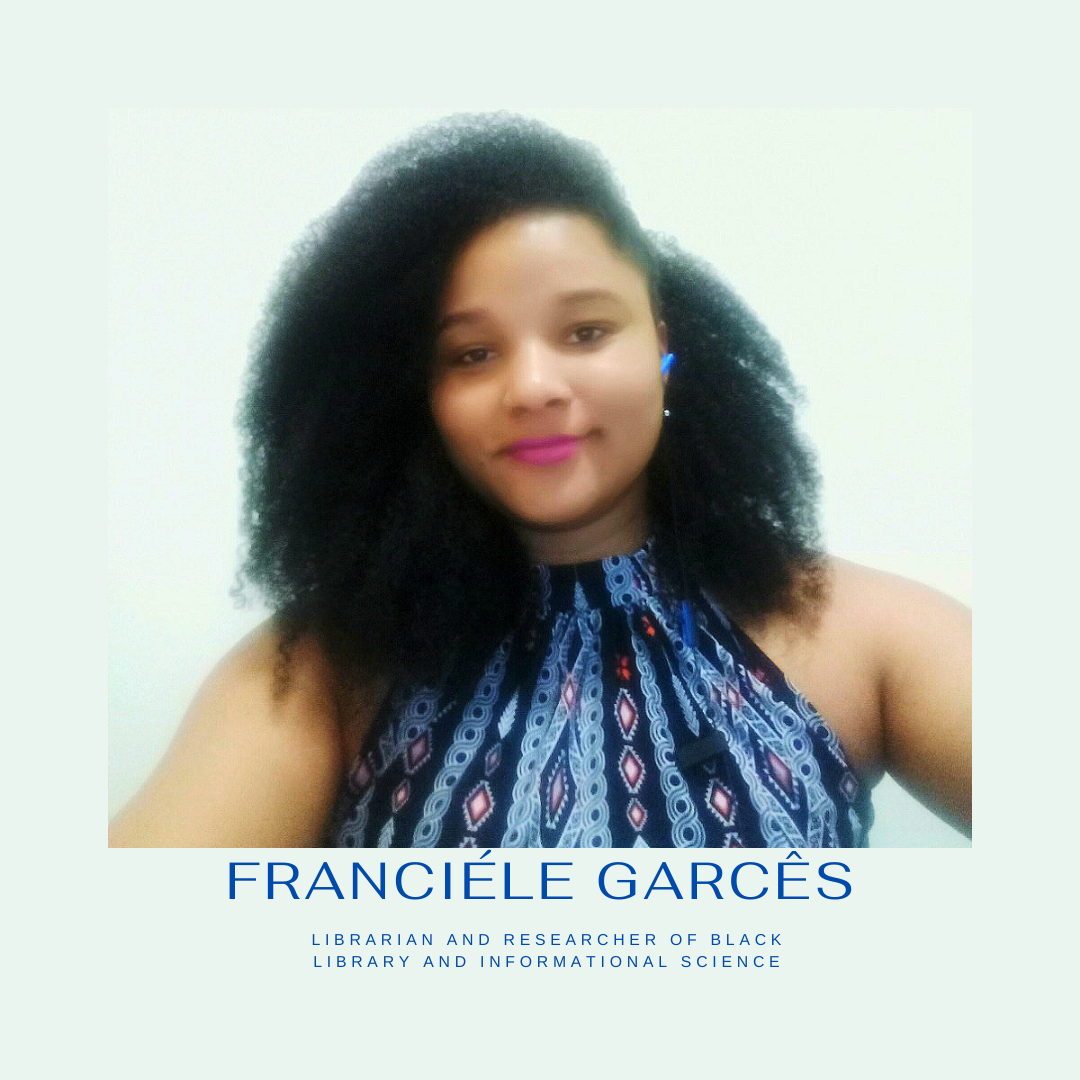 FRANCIÉLE GARCÊS
LIBRARIAN AND RESEARCHER OF BLACK
LIBRARY AND INFORMATIONAL SCIENCE